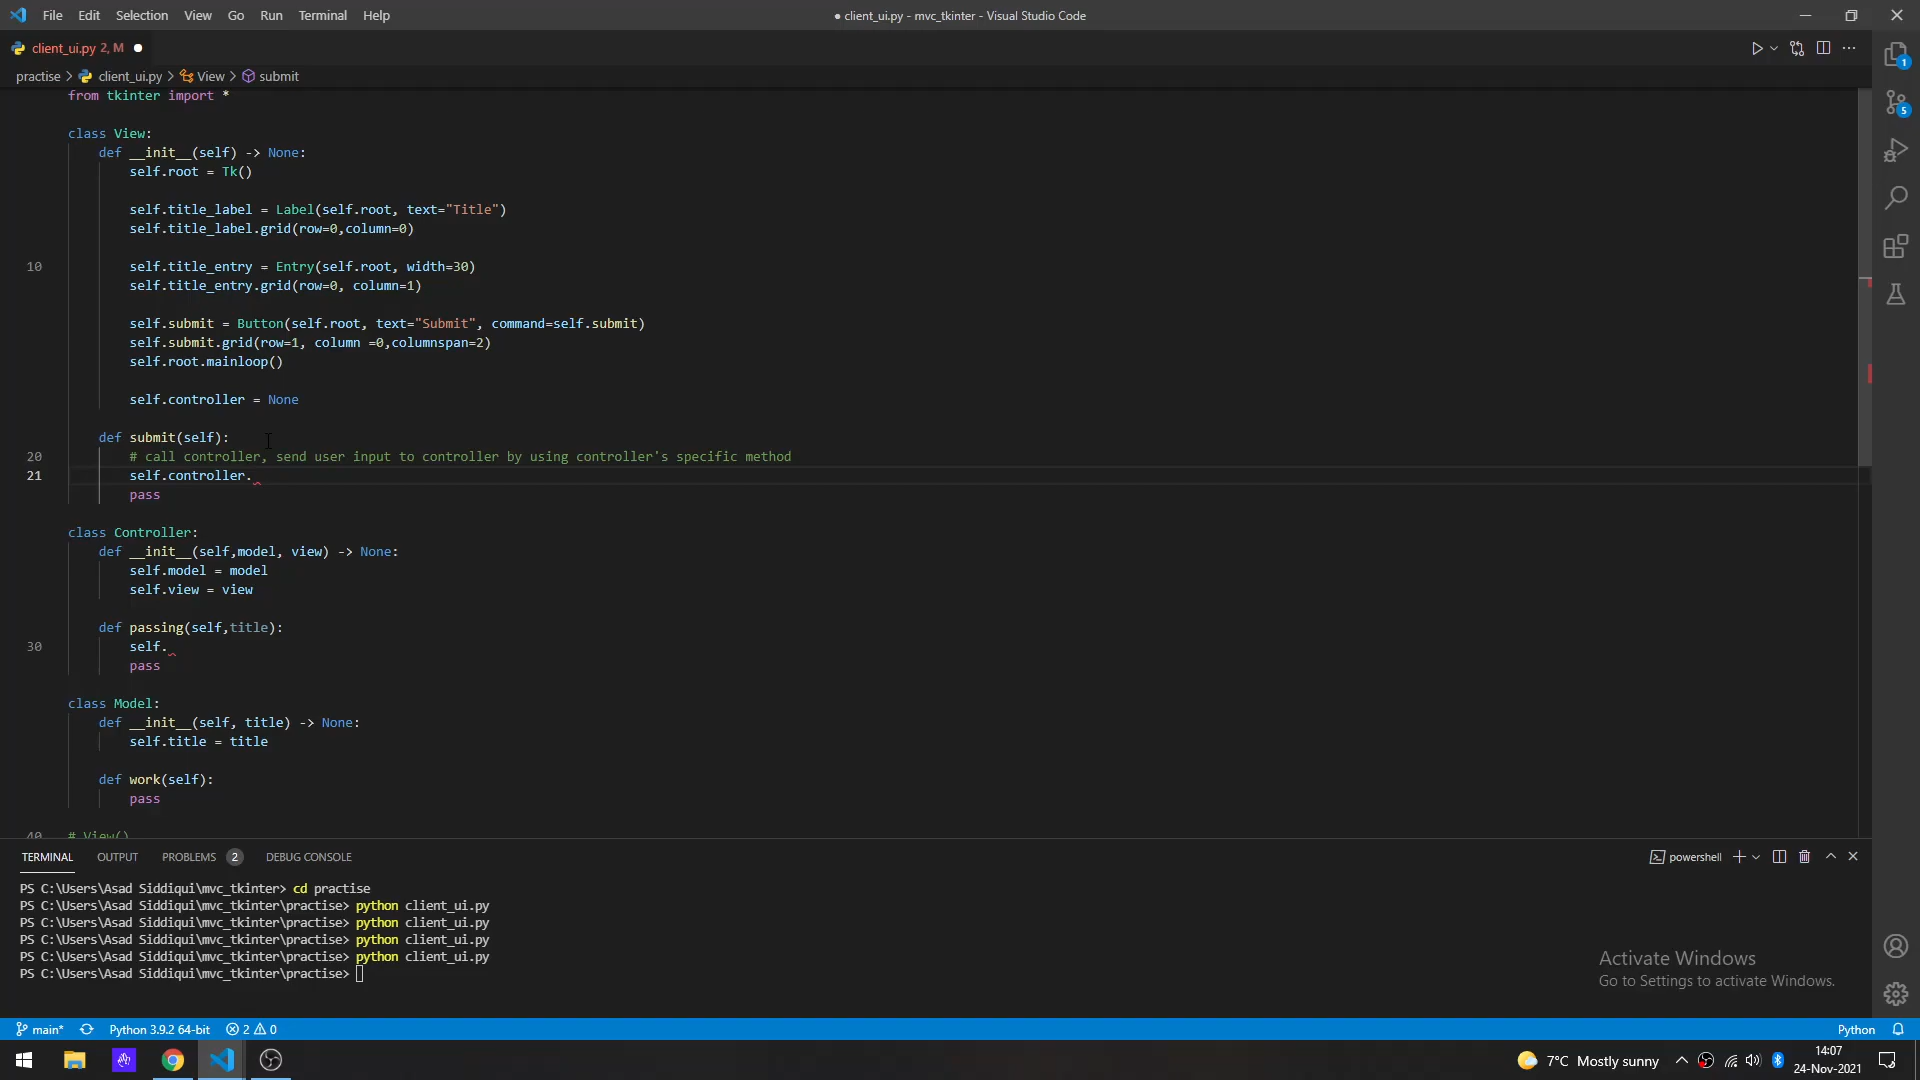 File Edit Selection View Go Run Terminal Help
● client_ui.py - mvc_tkinter - Visual Studio Code
client_ui.py 2, M ●
practise > client_ui.py > View > submit
from tkinter import *
class View:
def __init__(self) -> None:
self.root = Tk()
self.title_label = Label(self.root, text="Title")
self.title_label.grid(row=0,column=0)
10 self.title_entry = Entry(self.root, width=30)
self.title_entry.grid(row=0, column=1)
self.submit = Button(self.root, text="Submit", command=self.submit)
self.submit.grid(row=1, column =0,columnspan=2)
self.root.mainloop()
self.controller = None
def submit(self):
20 # call controller, send user input to controller by using controller's specific method
21 self.controller.
pass
class Controller:
def __init__(self,model, view) -> None:
self.model = model
self.view = view
def passing(self,title):
30 self.
pass
class Model:
def __init__(self, title) -> None:
self.title = title
def work(self):
pass
40 # View()
TERMINAL OUTPUT PROBLEMS 2 DEBUG CONSOLE
powershell
PS C:\Users\Asad Siddiqui\mvc_tkinter> cd practise
PS C:\Users\Asad Siddiqui\mvc_tkinter\practise> python client_ui.py
PS C:\Users\Asad Siddiqui\mvc_tkinter\practise> python client_ui.py
PS C:\Users\Asad Siddiqui\mvc_tkinter\practise> python client_ui.py
PS C:\Users\Asad Siddiqui\mvc_tkinter\practise> python client_ui.py
PS C:\Users\Asad Siddiqui\mvc_tkinter\practise>
1
5
Activate Windows
Go to Settings to activate Windows.
main* Python 3.9.2 64-bit 2 0 Python
7°C Mostly sunny
14:07
24-Nov-2021